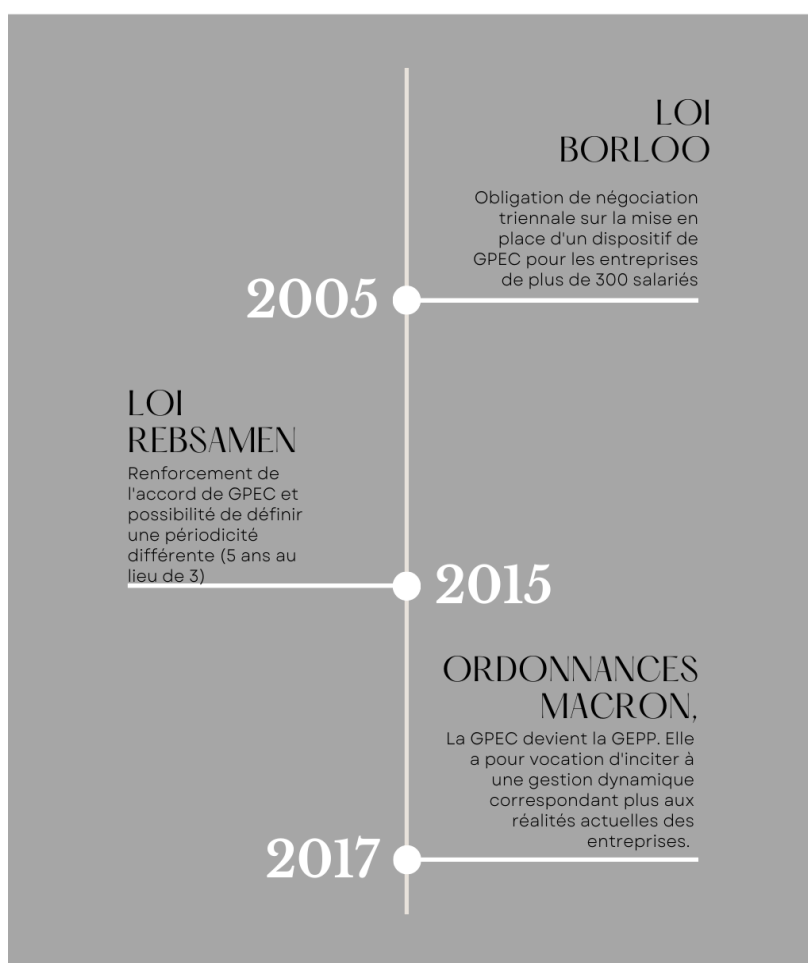 LOI
BORLOO
Obligation de négociation
triennale sur la mise en
place d'un dispositif de
GPEC pour les entreprises
de plus de 300 salariés
2005
LOI
REBSAMEN
Renforcement de
l'accord de GPEC et
possibilité de définir
une périodicité
différente (5 ans au
lieu de 3)
2015
ORDONNANCES
MACRON,
La GPEC devient la GEPP. Elle
a pour vocation d'inciter à
une gestion dynamique
correspondant plus aux
réalités actuelles des
entreprises.
2017